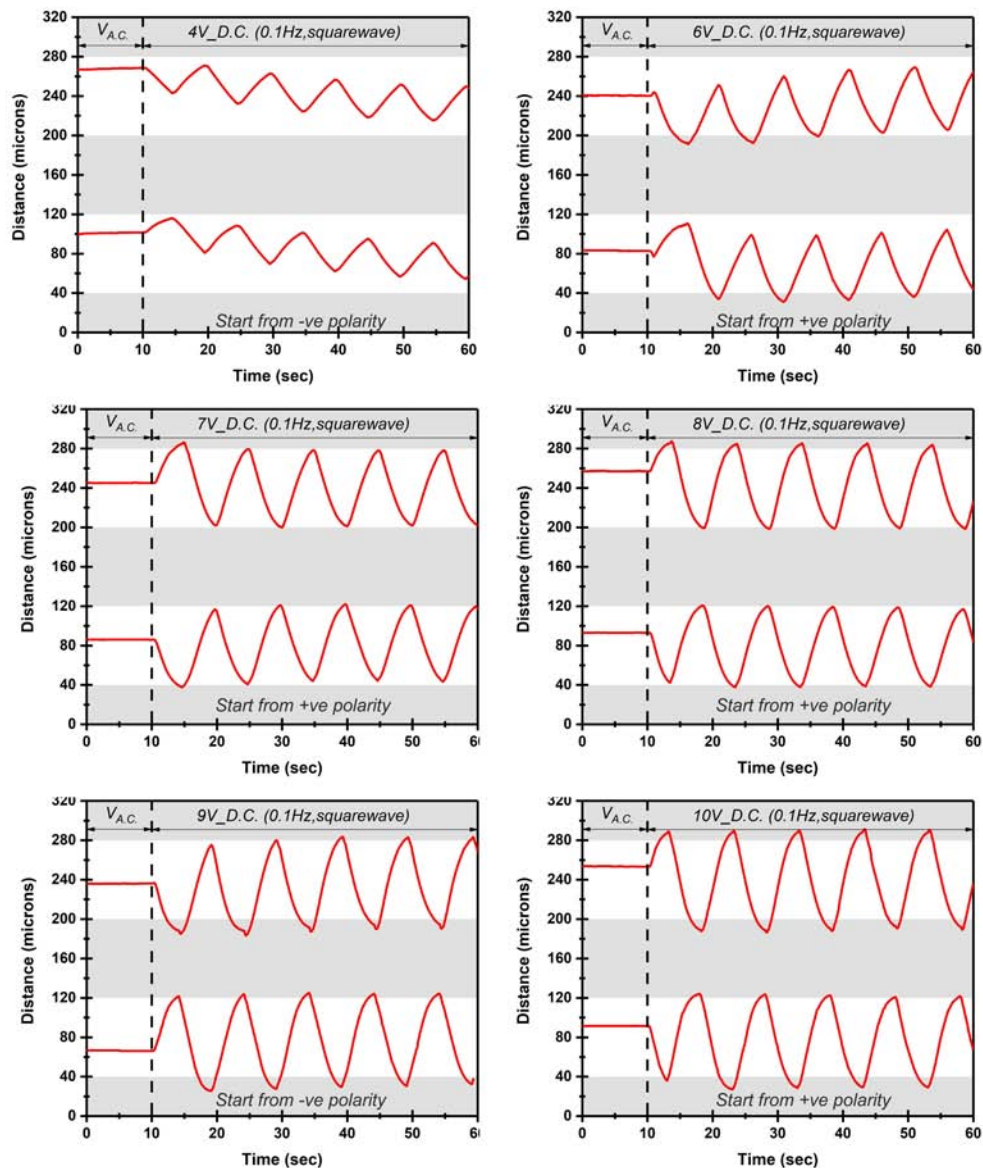 V_A.C. 4V_D.C. (0.1Hz,squarewave)
320
280
240
200
160
120
80
40
0
Distance (microns)
Start from -ve polarity
0 10 20 30 40 50 60
Time (sec)
V_A.C. 6V_D.C. (0.1Hz,squarewave)
320
280
240
200
160
120
80
40
0
Distance (microns)
Start from +ve polarity
0 10 20 30 40 50 60
Time (sec)
V_A.C. 7V_D.C. (0.1Hz,squarewave)
320
280
240
200
160
120
80
40
0
Distance (microns)
Start from +ve polarity
0 10 20 30 40 50 60
Time (sec)
V_A.C. 8V_D.C. (0.1Hz,squarewave)
320
280
240
200
160
120
80
40
0
Distance (microns)
Start from +ve polarity
0 10 20 30 40 50 60
Time (sec)
V_A.C. 9V_D.C. (0.1Hz,squarewave)
320
280
240
200
160
120
80
40
0
Distance (microns)
Start from -ve polarity
0 10 20 30 40 50 60
Time (sec)
V_A.C. 10V_D.C. (0.1Hz,squarewave)
320
280
240
200
160
120
80
40
0
Distance (microns)
Start from +ve polarity
0 10 20 30 40 50 60
Time (sec)